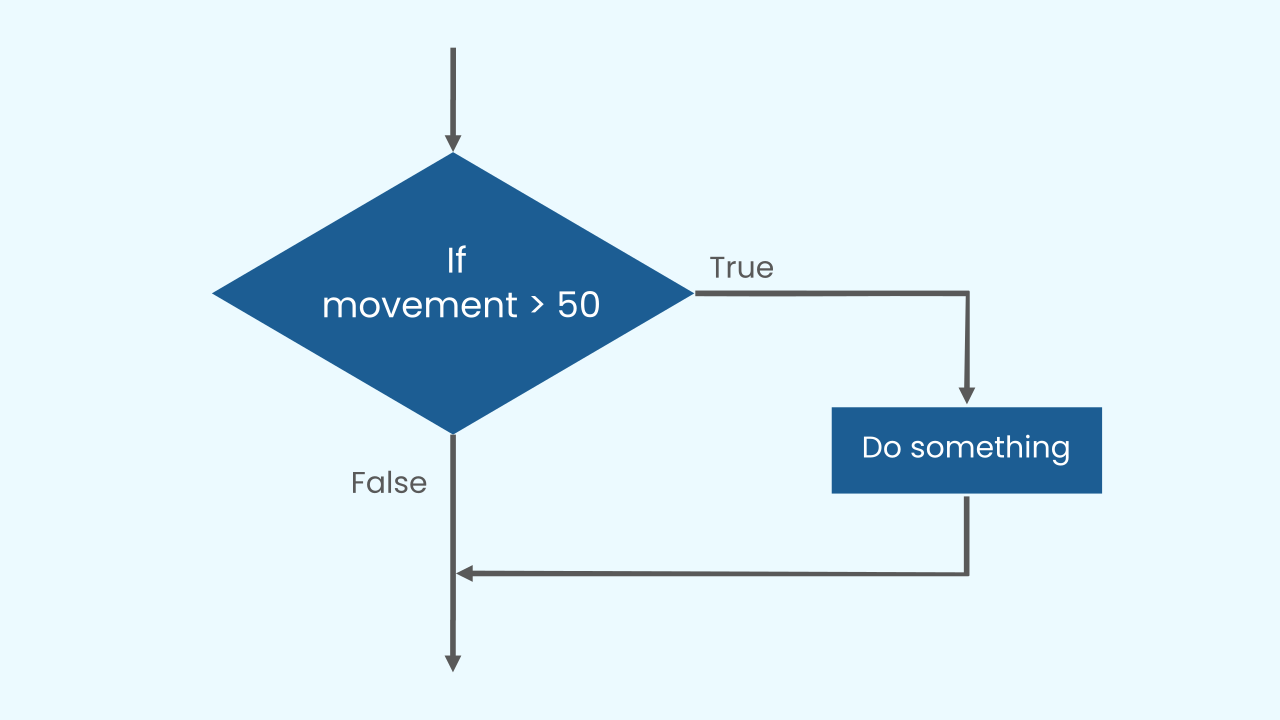 If
movement > 50
True
Do something
False